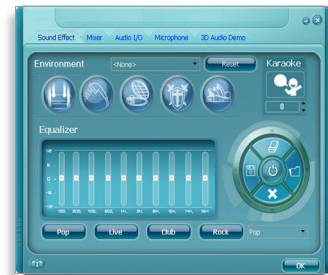 Sound Effect Mixer Audio I/O Microphone 3D Audio Demo
Environment <None> Reset Karaoke
0
Equalizer
Pop Live Club Rock Pop
OK